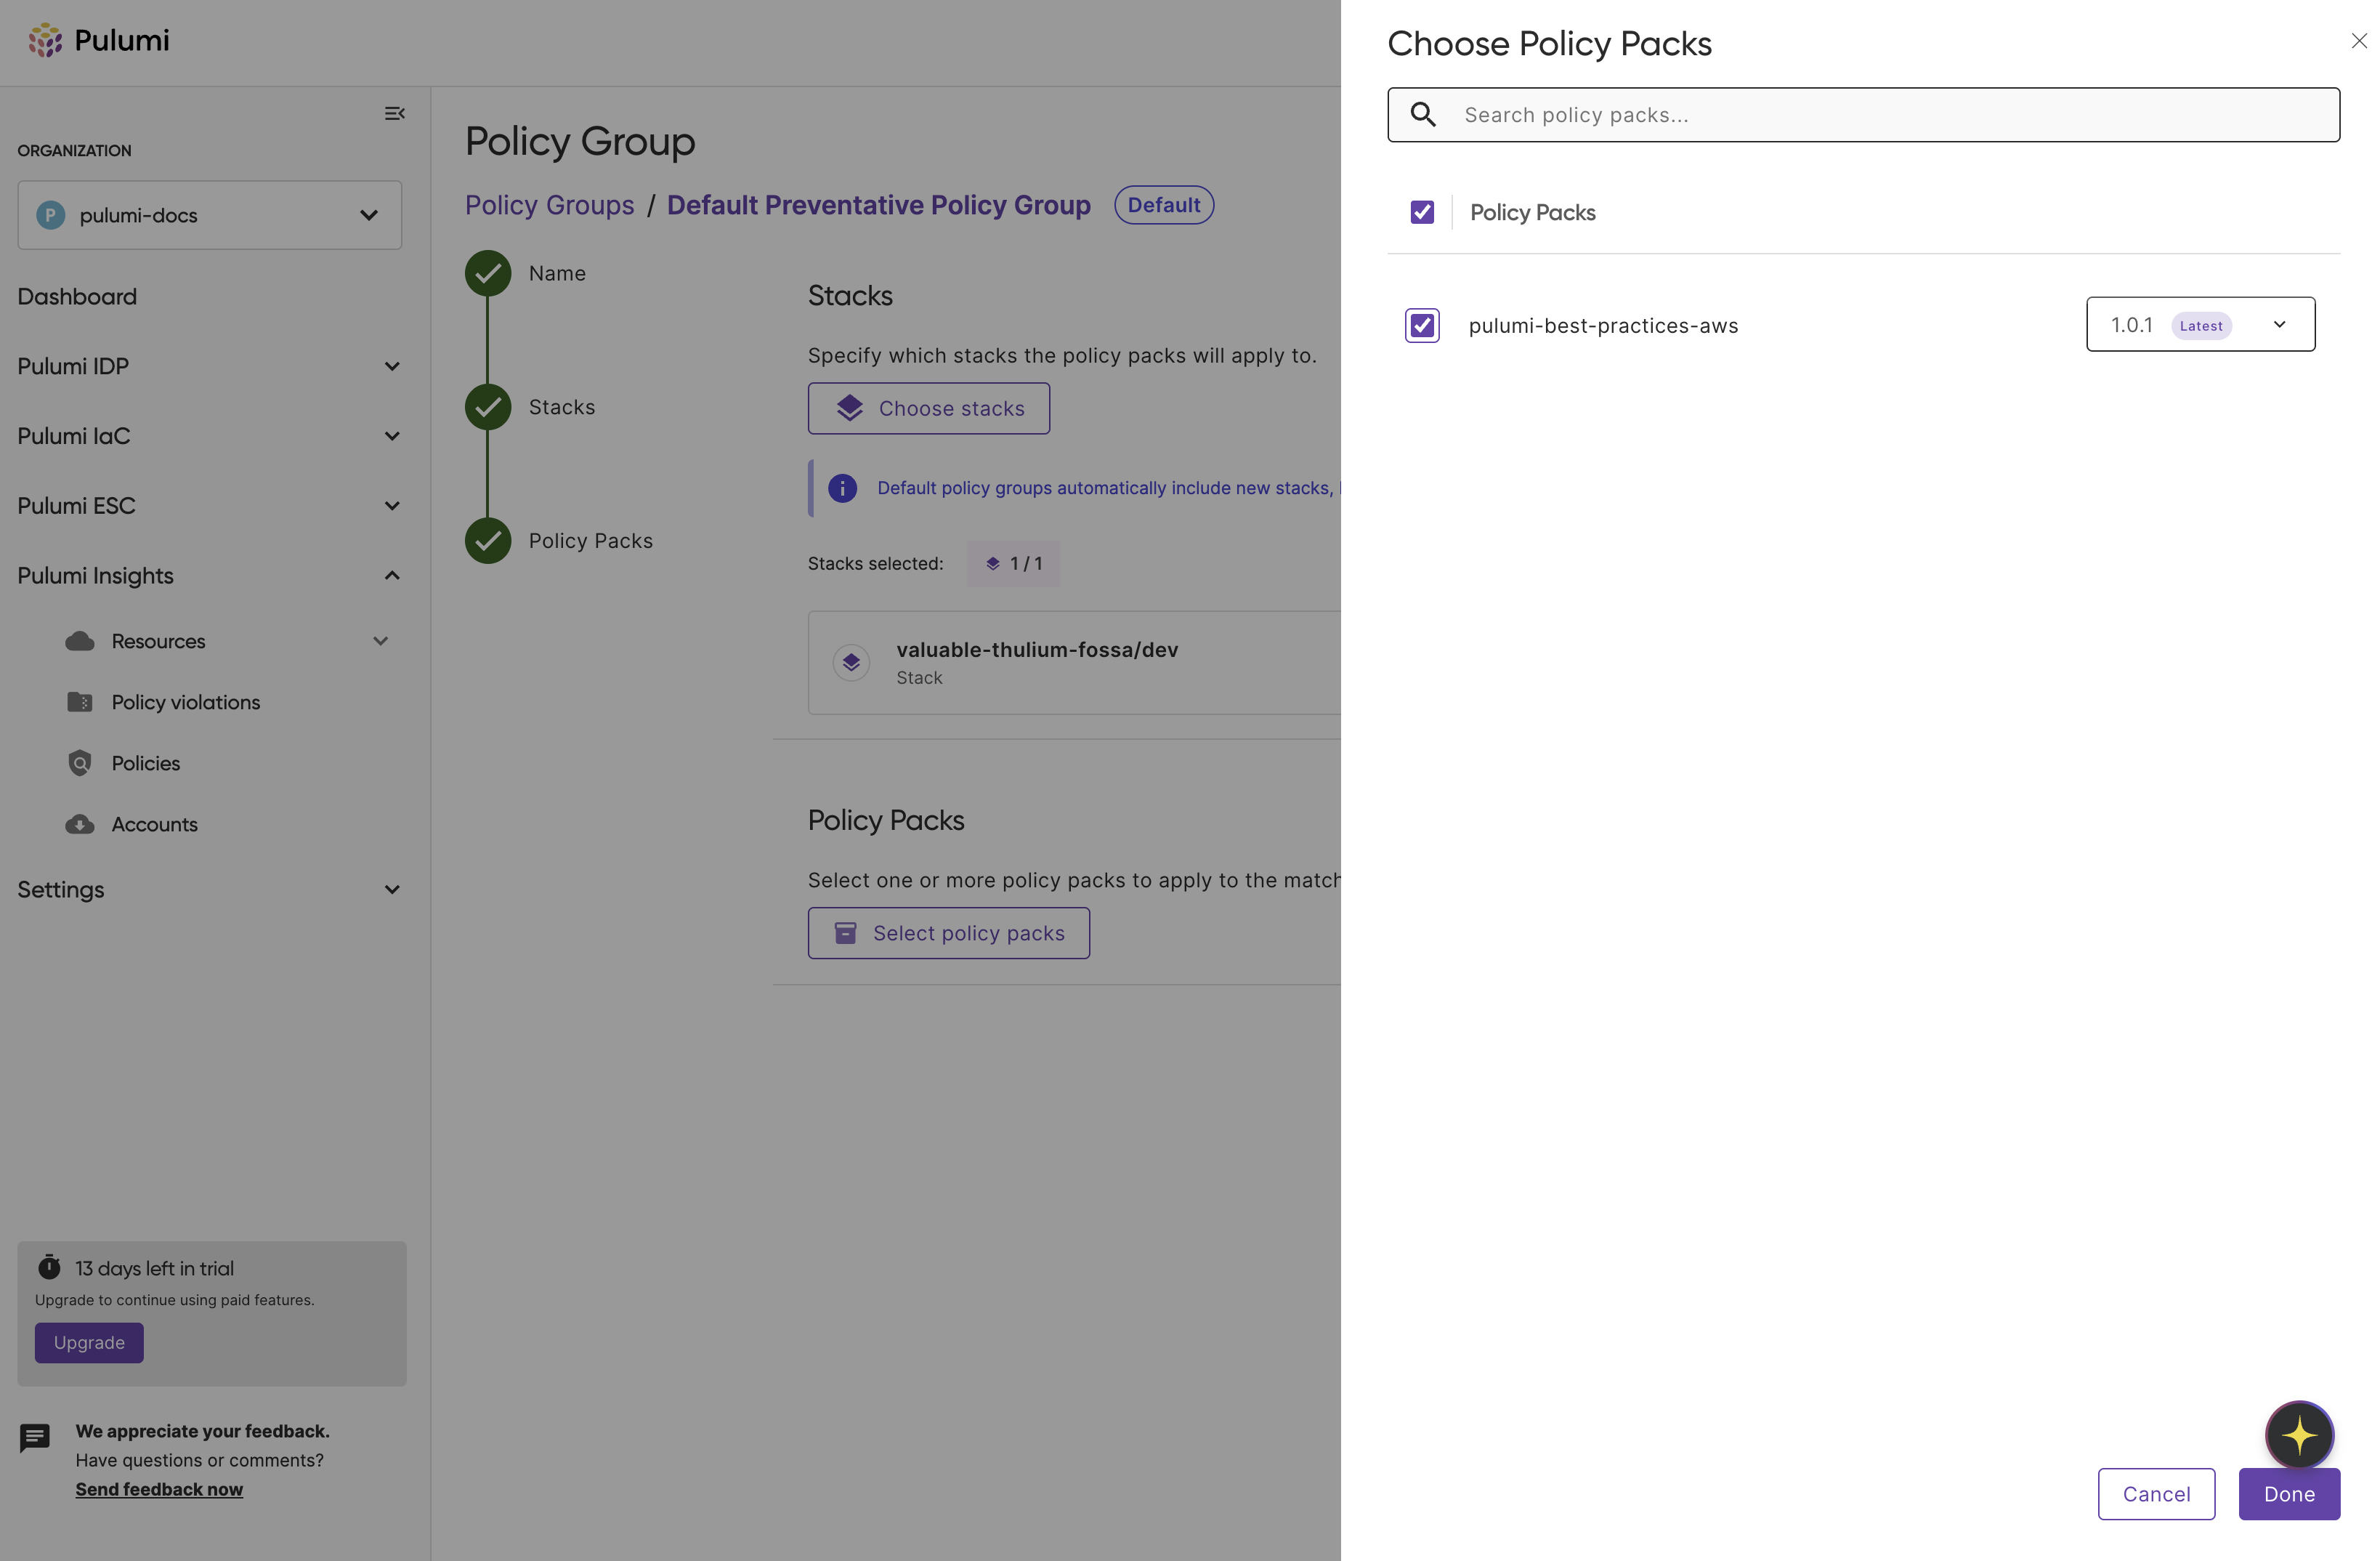 Pulumi
ORGANIZATION
P pulumi-docs
Dashboard
Pulumi IDP
Pulumi IaC
Pulumi ESC
Pulumi Insights
Resources
Policy violations
Policies
Accounts
Settings
13 days left in trial
Upgrade to continue using paid features.
Upgrade
We appreciate your feedback.
Have questions or comments?
Send feedback now
Policy Group
Policy Groups / Default Preventative Policy Group Default
Name
Stacks
Policy Packs
Stacks
Specify which stacks the policy packs will apply to.
Choose stacks
Default policy groups automatically include new stacks,
Stacks selected: 1 / 1
valuable-thulium-fossa/dev
Stack
Policy Packs
Select one or more policy packs to apply to the match
Select policy packs
Choose Policy Packs
Search policy packs...
Policy Packs
pulumi-best-practices-aws
1.0.1 Latest
Cancel
Done